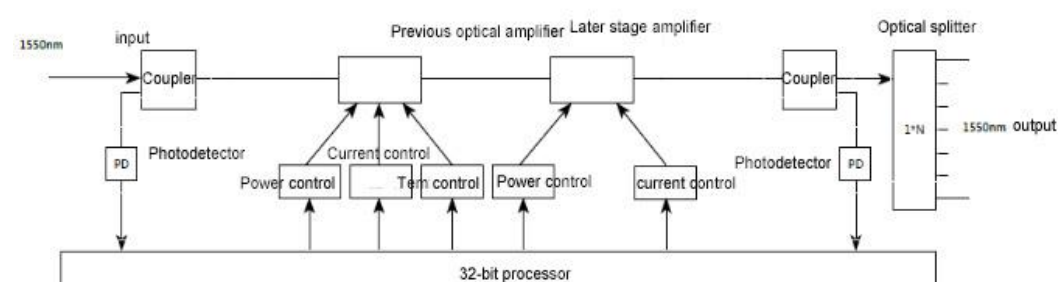 Previous optical amplifier
Later stage amplifier
Optical splitter
1550nm
input
Coupler
Coupler
1*N
1550nm output
PD
Photodetector
Current control
Photodetector
PD
Power control
Tem control
Power control
current control
32-bit processor